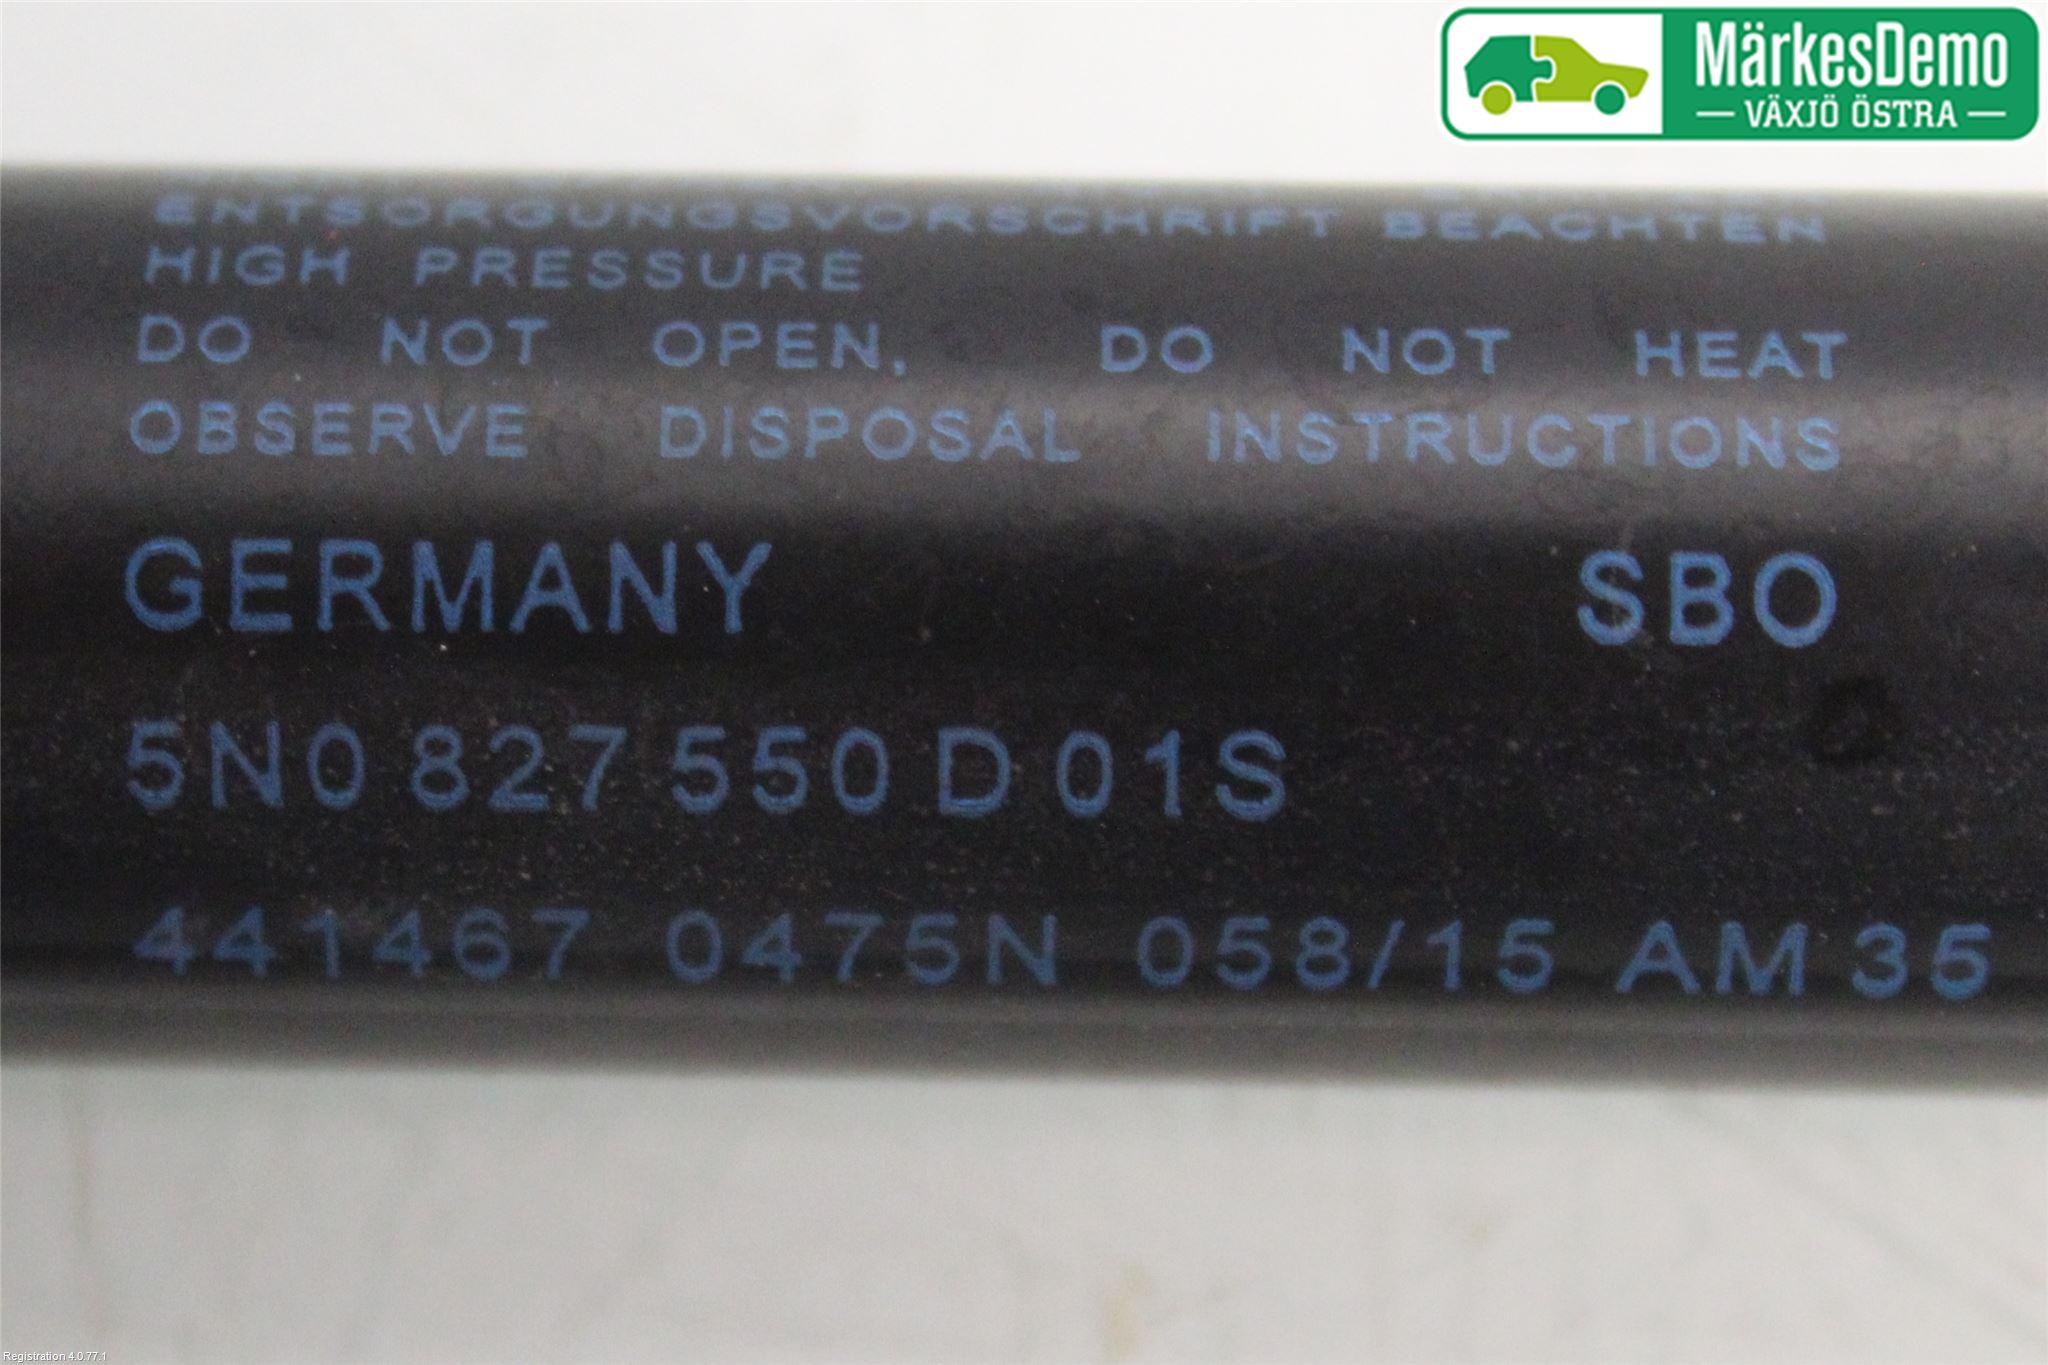 MärkesDemo
VÄXJÖ ÖSTRA
ENTSORGUNGSVORSCHRIFT BEACHTEN
HIGH PRESSURE
DO NOT OPEN, DO NOT HEAT
OBSERVE DISPOSAL INSTRUCTIONS
GERMANY SBO
5N0 827 550 D 01S
441467 0475N 058/15 AM 35
Registration 4.0.77.1